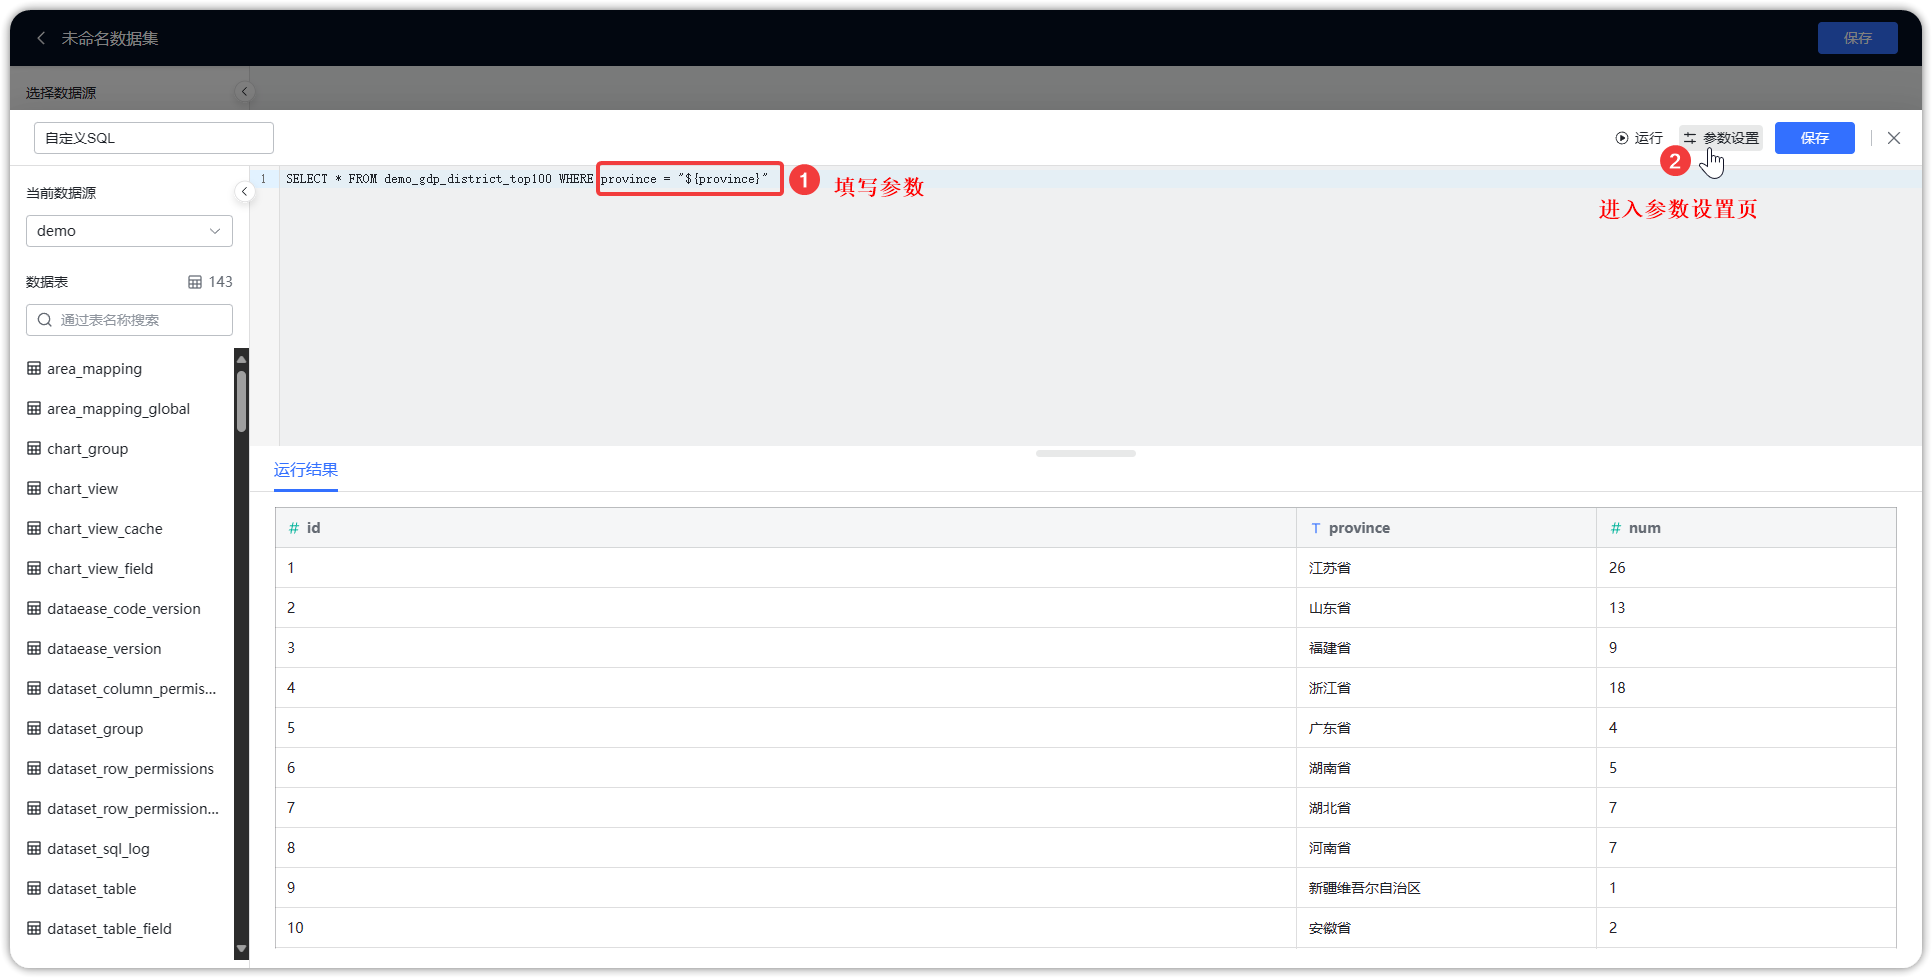 未命名数据集
保存
选择数据源
自定义SQL
运行
参数设置
保存
2
进入参数设置页
当前数据源
demo
数据表
143
通过表名称搜索
area_mapping
area_mapping_global
chart_group
chart_view
chart_view_cache
chart_view_field
dataease_code_version
dataease_version
dataset_column_permis...
dataset_group
dataset_row_permissions
dataset_row_permission...
dataset_sql_log
dataset_table
dataset_table_field
1 SELECT * FROM demo_gdp_district_top100 WHERE province = "${province}"
1
填写参数
运行结果
# id T province # num
1 江苏省 26
2 山东省 13
3 福建省 9
4 浙江省 18
5 广东省 4
6 湖南省 5
7 湖北省 7
8 河南省 7
9 新疆维吾尔自治区 1
10 安徽省 2